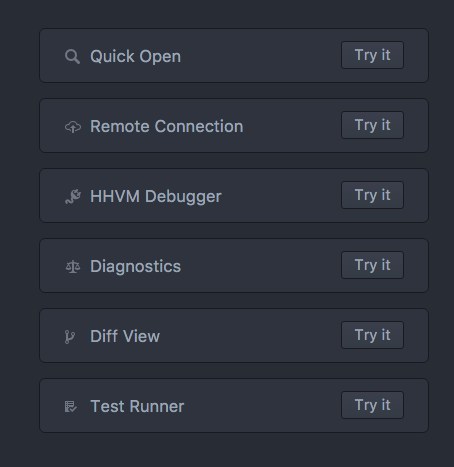 Quick Open Try it
Remote Connection Try it
HHVM Debugger Try it
Diagnostics Try it
Diff View Try it
Test Runner Try it